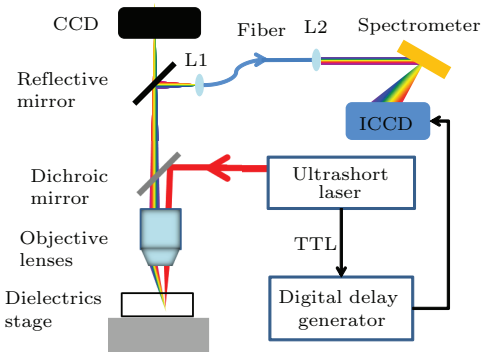 CCD
Fiber
L2
Spectrometer
L1
Reflective
mirror
ICCD
Dichroic
mirror
Ultrashort
laser
Objective
lenses
TTL
Dielectrics
stage
Digital delay
generator